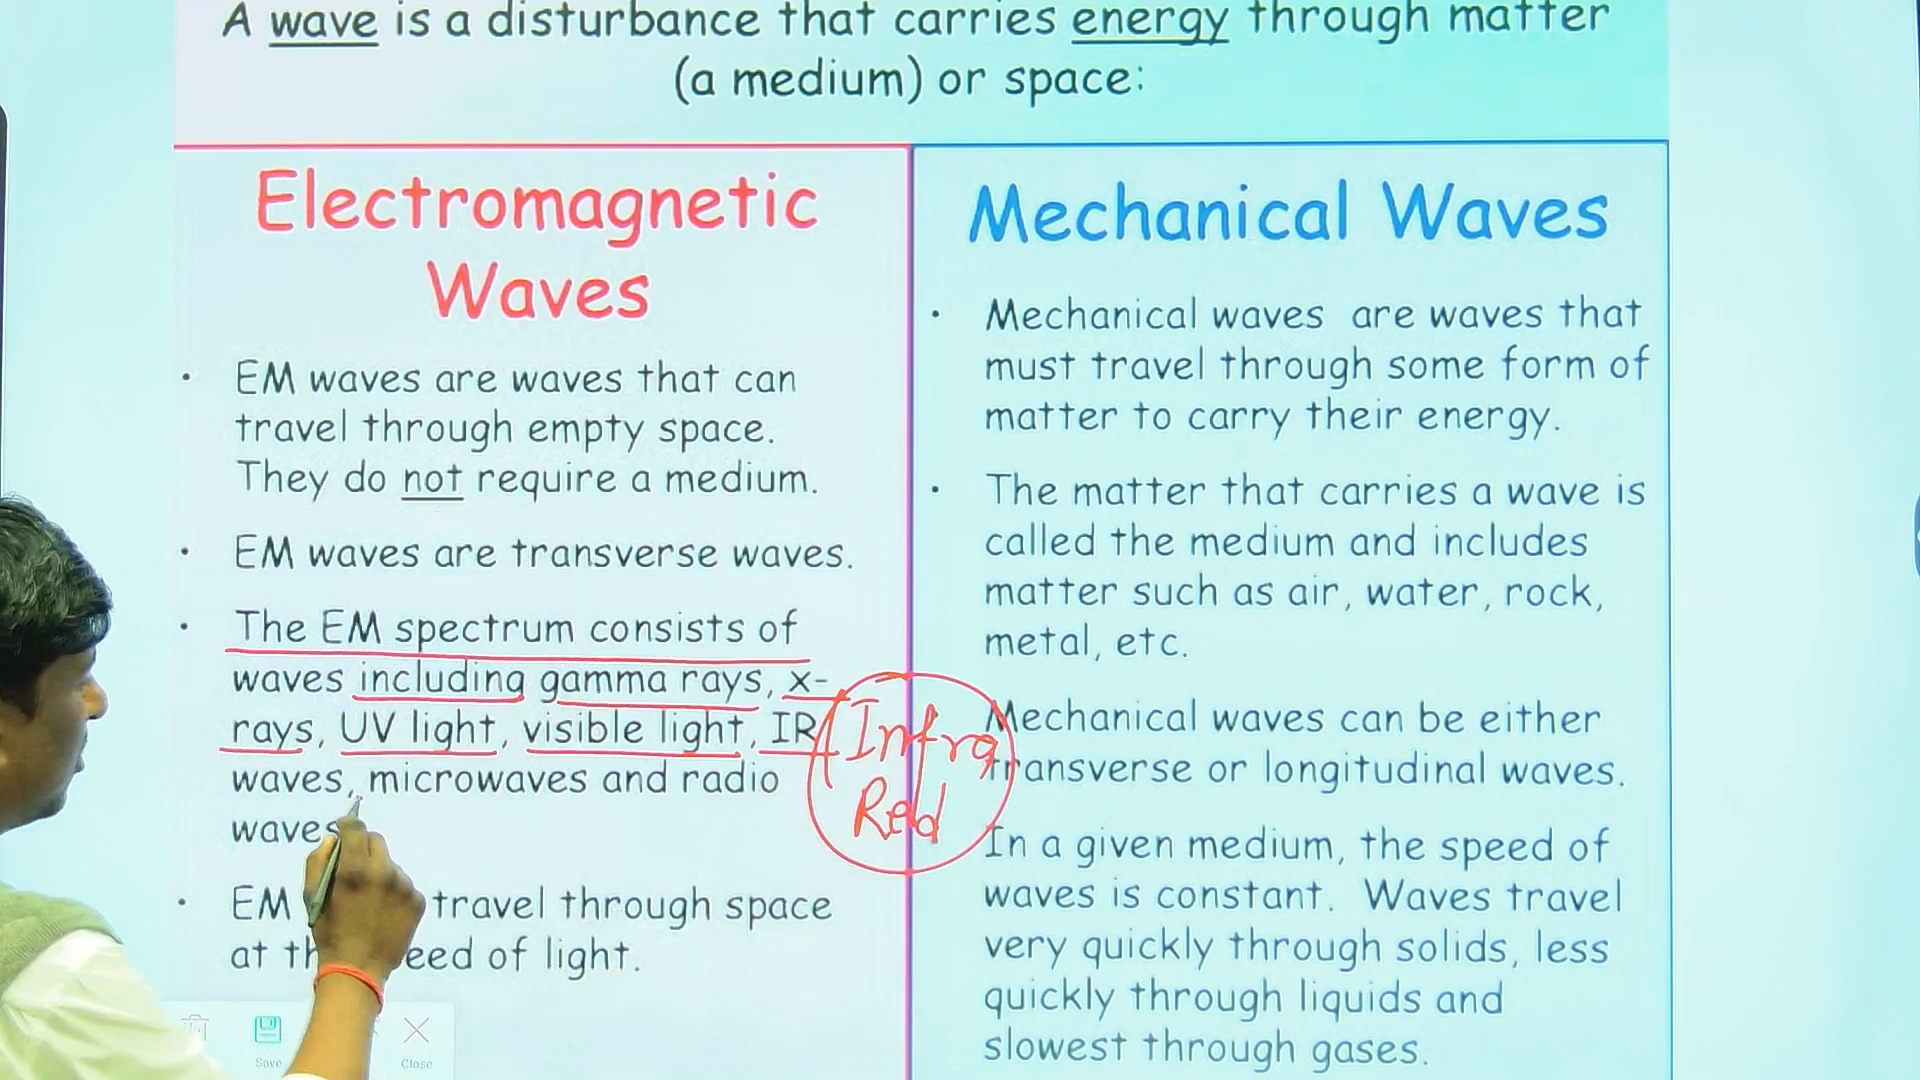 A wave is a disturbance that carries energy through matter
(a medium) or space:
Electromagnetic
Waves
• EM waves are waves that can
travel through empty space.
They do not require a medium.
• EM waves are transverse waves.
• The EM spectrum consists of
waves including gamma rays, x-
rays, UV light, visible light, IR
waves, microwaves and radio
waves
• EM travel through space
at of light.
Infra
Red
Mechanical Waves
• Mechanical waves are waves that
must travel through some form of
matter to carry their energy.
• The matter that carries a wave is
called the medium and includes
matter such as air, water, rock,
metal, etc.
Mechanical waves can be either
transverse or longitudinal waves.
In a given medium, the speed of
waves is constant. Waves travel
very quickly through solids, less
quickly through liquids and
slowest through gases.
Save
Close